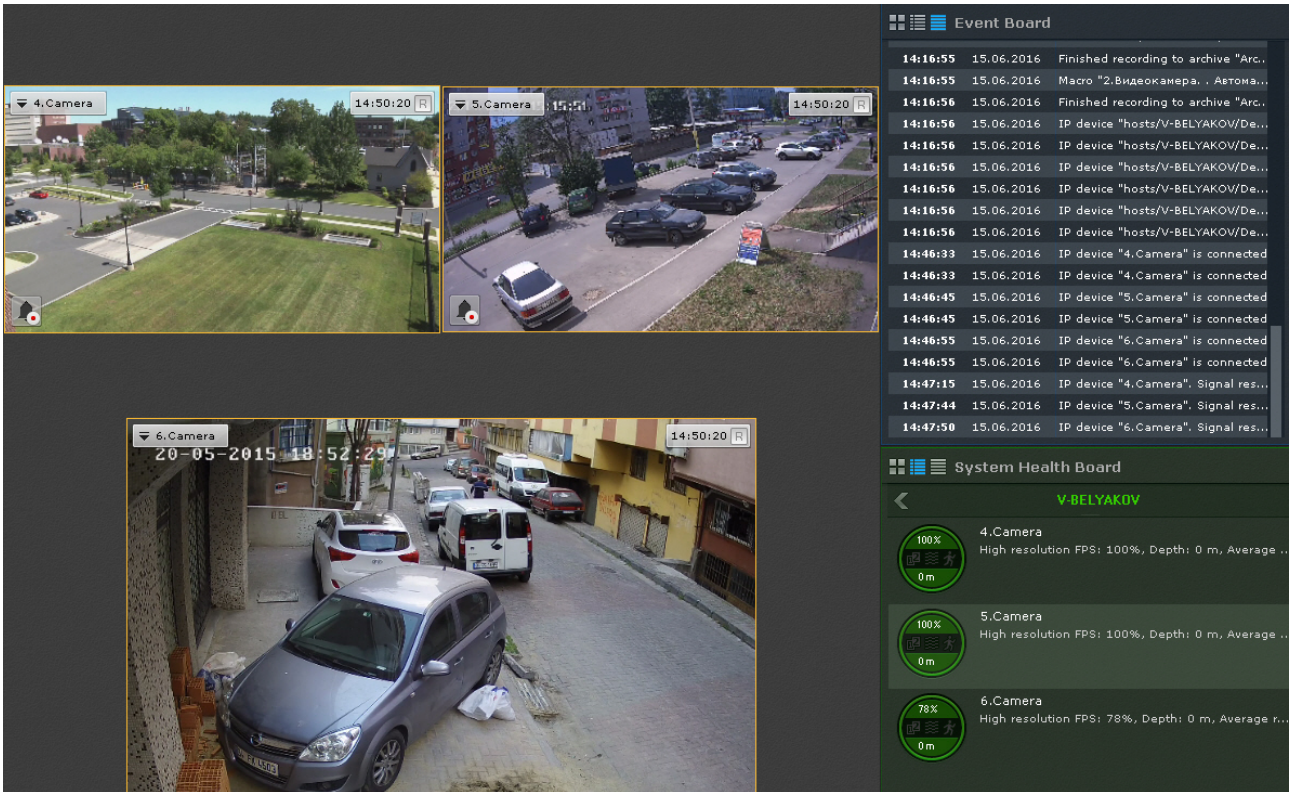 4.Camera
14:50:20 R
5.Camera
:15:51
14:50:20 R
6.Camera
14:50:20 R
20-05-2015 18:52:29
Event Board
14:16:55 15.06.2016 Finished recording to archive "Arc..
14:16:55 15.06.2016 Macro "2.Видеокамера. . Автома...
14:16:56 15.06.2016 Finished recording to archive "Arc..
14:16:56 15.06.2016 IP device "hosts/V-BELYAKOV/De...
14:16:56 15.06.2016 IP device "hosts/V-BELYAKOV/De...
14:16:56 15.06.2016 IP device "hosts/V-BELYAKOV/De...
14:16:56 15.06.2016 IP device "hosts/V-BELYAKOV/De...
14:16:56 15.06.2016 IP device "hosts/V-BELYAKOV/De...
14:16:56 15.06.2016 IP device "hosts/V-BELYAKOV/De...
14:46:33 15.06.2016 IP device "4.Camera" is connected
14:46:33 15.06.2016 IP device "4.Camera" is connected
14:46:45 15.06.2016 IP device "5.Camera" is connected
14:46:45 15.06.2016 IP device "5.Camera" is connected
14:46:55 15.06.2016 IP device "6.Camera" is connected
14:46:55 15.06.2016 IP device "6.Camera" is connected
14:47:15 15.06.2016 IP device "4.Camera". Signal res...
14:47:44 15.06.2016 IP device "5.Camera". Signal res...
14:47:50 15.06.2016 IP device "6.Camera". Signal res...
System Health Board
V-BELYAKOV
100%
0 m
4.Camera
High resolution FPS: 100%, Depth: 0 m, Average ..
100%
0 m
5.Camera
High resolution FPS: 100%, Depth: 0 m, Average ..
78%
0 m
6.Camera
High resolution FPS: 78%, Depth: 0 m, Average r...